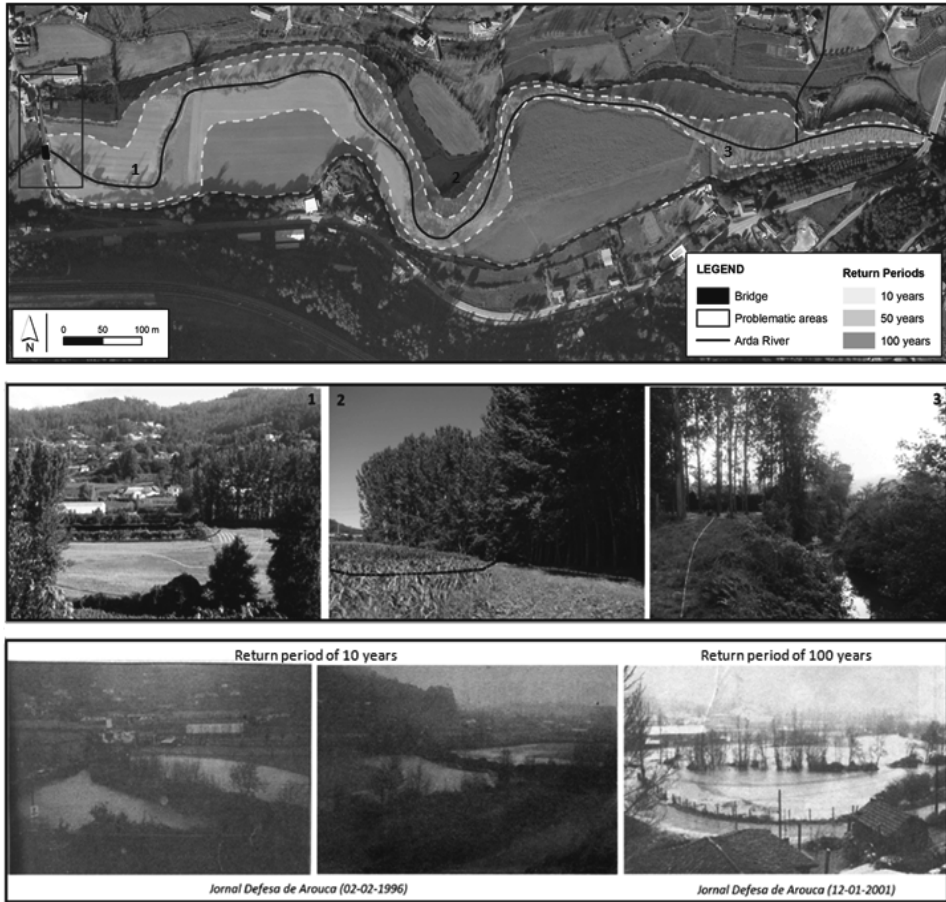 1
2
3
LEGEND
Bridge
Problematic areas
Arda River
Return Periods
10 years
50 years
100 years
N
0 50 100 m
1
2
3
Return period of 10 years
Return period of 100 years
Jornal Defesa de Arouca (02-02-1996)
Jornal Defesa de Arouca (12-01-2001)